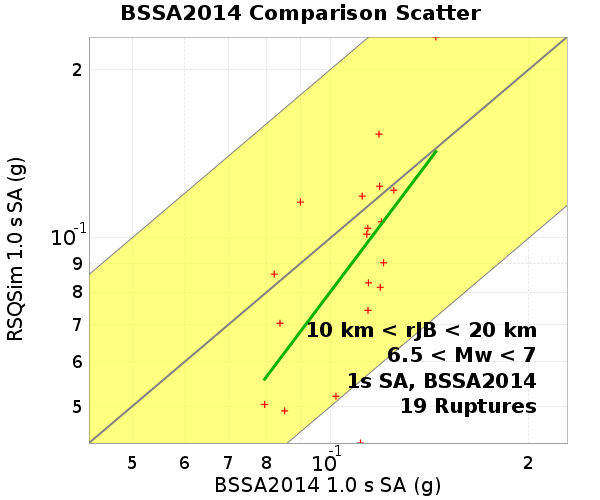 BSSA2014 Comparison Scatter
RSQSim 1.0 s SA (g)
2
10-1
9
8
7
6
5
10 km < rJB < 20 km
6.5 < Mw < 7
1s SA, BSSA2014
19 Ruptures
5 6 7 8 10-1 2
BSSA2014 1.0 s SA (g)